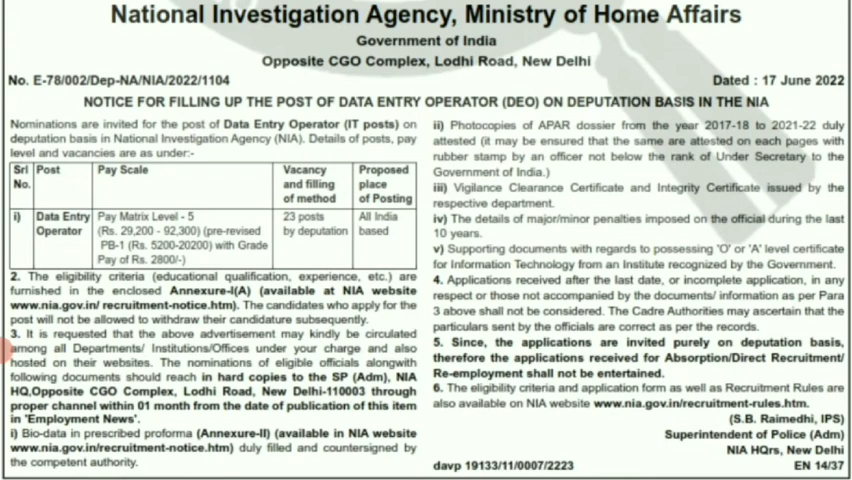 National Investigation Agency, Ministry of Home Affairs
Government of India
Opposite CGO Complex, Lodhi Road, New Delhi
No. E-78/002/Dep-NA/NIA/2022/1104
Dated : 17 June 2022
NOTICE FOR FILLING UP THE POST OF DATA ENTRY OPERATOR (DEO) ON DEPUTATION BASIS IN THE NIA
Nominations are invited for the post of Data Entry Operator (IT posts) on
deputation basis in National Investigation Agency (NIA). Details of posts, pay
level and vacancies are as under:-
Srl No. Post Pay Scale Vacancy and filling of method Proposed place of Posting
i) Data Entry Operator Pay Matrix Level - 5 (Rs. 29,200 - 92,300) (pre-revised PB-1 (Rs. 5200-20200) with Grade Pay of Rs. 2800/-) 23 posts by deputation All India based
2. The eligibility criteria (educational qualification, experience, etc.) are
furnished in the enclosed Annexure-I(A) (available at NIA website
www.nia.gov.in/ recruitment-notice.htm). The candidates who apply for the
post will not be allowed to withdraw their candidature subsequently.
3. It is requested that the above advertisement may kindly be circulated
among all Departments/ Institutions/Offices under your charge and also
hosted on their websites. The nominations of eligible officials alongwith
following documents should reach in hard copies to the SP (Adm), NIA
HQ,Opposite CGO Complex, Lodhi Road, New Delhi-110003 through
proper channel within 01 month from the date of publication of this item
in 'Employment News'.
i) Bio-data in prescribed proforma (Annexure-II) (available in NIA website
www.nia.gov.in/recruitment-notice.htm) duly filled and countersigned by
the competent authority.
ii) Photocopies of APAR dossier from the year 2017-18 to 2021-22 duly
attested (it may be ensured that the same are attested on each pages with
rubber stamp by an officer not below the rank of Under Secretary to the
Government of India.)
iii) Vigilance Clearance Certificate and Integrity Certificate issued by the
respective department.
iv) The details of major/minor penalties imposed on the official during the last
10 years.
v) Supporting documents with regards to possessing 'O' or 'A' level certificate
for Information Technology from an Institute recognized by the Government.
4. Applications received after the last date, or incomplete application, in any
respect or those not accompanied by the documents/ information as per Para
3 above shall not be considered. The Cadre Authorities may ascertain that the
particulars sent by the officials are correct as per the records.
5. Since, the applications are invited purely on deputation basis,
therefore the applications received for Absorption/Direct Recruitment/
Re-employment shall not be entertained.
6. The eligibility criteria and application form as well as Recruitment Rules are
also available on NIA website www.nia.gov.in/recruitment-rules.htm.
(S.B. Raimedhi, IPS)
Superintendent of Police (Adm)
NIA HQrs, New Delhi
davp 19133/11/0007/2223
EN 14/37